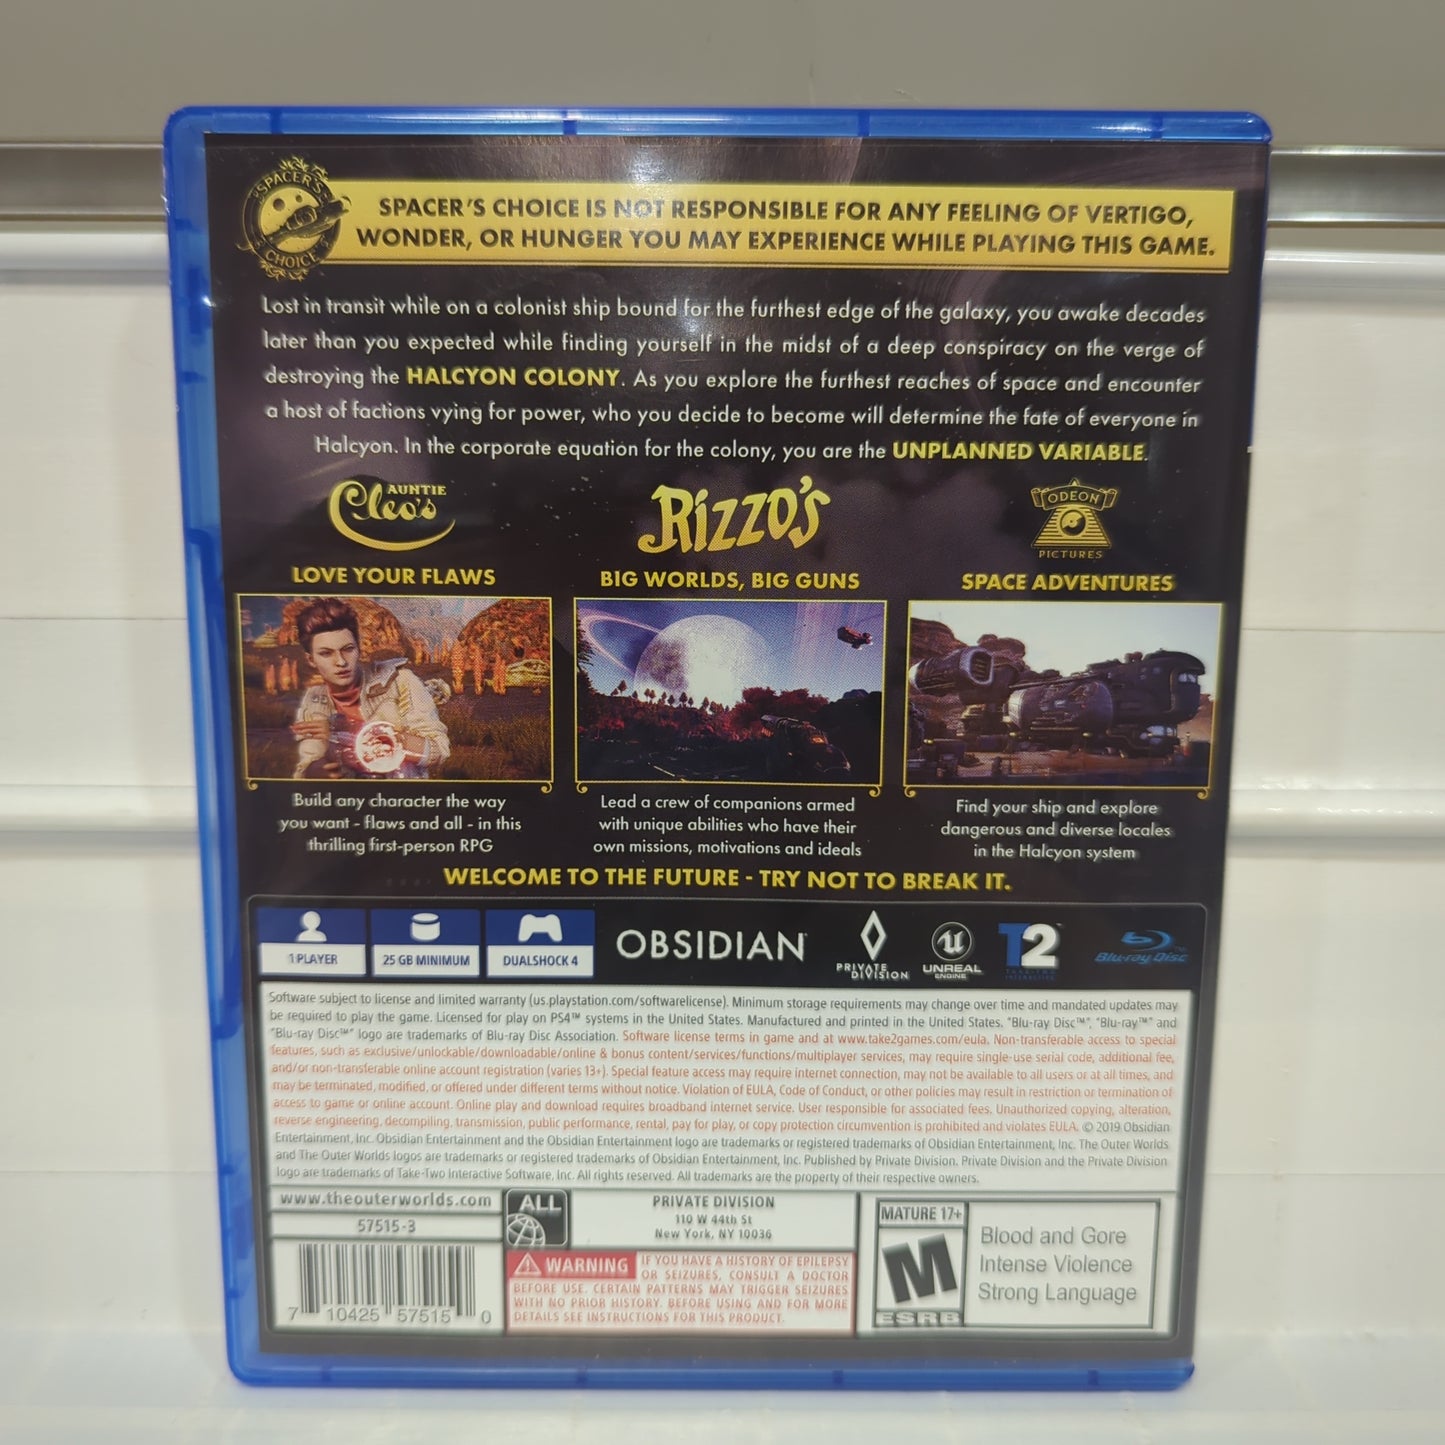 SPACER'S
CHOICE
SPACER'S CHOICE IS NOT RESPONSIBLE FOR ANY FEELING OF VERTIGO,
WONDER, OR HUNGER YOU MAY EXPERIENCE WHILE PLAYING THIS GAME.
Lost in transit while on a colonist ship bound for the furthest edge of the galaxy, you awake decades
later than you expected while finding yourself in the midst of a deep conspiracy on the verge of
destroying the HALCYON COLONY. As you explore the furthest reaches of space and encounter
a host of factions vying for power, who you decide to become will determine the fate of everyone in
Halcyon. In the corporate equation for the colony, you are the UNPLANNED VARIABLE.
AUNTIE
Cleo's
RIZZO'S
ODEON
PICTURES
LOVE YOUR FLAWS
BIG WORLDS, BIG GUNS
SPACE ADVENTURES
Build any character the way
you want - flaws and all - in this
thrilling first-person RPG
Lead a crew of companions armed
with unique abilities who have their
own missions, motivations and ideals
Find your ship and explore
dangerous and diverse locales
in the Halcyon system
WELCOME TO THE FUTURE - TRY NOT TO BREAK IT.
1 PLAYER
25 GB MINIMUM
DUALSHOCK 4
OBSIDIAN
PRIVATE
DIVISION
UNREAL
ENGINE
T2
TAKE-TWO
INTERACTIVE
Blu-ray Disc™
Software subject to license and limited warranty (us.playstation.com/softwarelicense). Minimum storage requirements may change over time and mandated updates may
be required to play the game. Licensed for play on PS4™ systems in the United States. Manufactured and printed in the United States. "Blu-ray Disc™", "Blu-ray™" and
"Blu-ray Disc™" logo are trademarks of Blu-ray Disc Association. Software license terms in game and at www.take2games.com/eula. Non-transferable access to special
features, such as exclusive/unlockable/downloadable/online & bonus content/services/functions/multiplayer services, may require single-use serial code, additional fee,
and/or non-transferable online account registration (varies 13+). Special feature access may require internet connection, may not be available to all users or at all times, and
may be terminated, modified, or offered under different terms without notice. Violation of EULA, Code of Conduct, or other policies may result in restriction or termination of
access to game or online account. Online play and download requires broadband internet service. User responsible for associated fees. Unauthorized copying, alteration,
reverse engineering, decompiling, transmission, public performance, rental, pay for play, or copy protection circumvention is prohibited and violates EULA. © 2019 Obsidian
Entertainment, Inc. Obsidian Entertainment and the Obsidian Entertainment logo are trademarks or registered trademarks of Obsidian Entertainment, Inc. The Outer Worlds
and The Outer Worlds logos are trademarks or registered trademarks of Obsidian Entertainment, Inc. Published by Private Division. Private Division and the Private Division
logo are trademarks of Take-Two Interactive Software, Inc. All rights reserved. All trademarks are the property of their respective owners.
www.theouterworlds.com
57515-3
7 10425 57515 0
ALL
PRIVATE DIVISION
110 W 44th St
New York, NY 10036
WARNING IF YOU HAVE A HISTORY OF EPILEPSY
OR SEIZURES, CONSULT A DOCTOR
BEFORE USE. CERTAIN PATTERNS MAY TRIGGER SEIZURES
WITH NO PRIOR HISTORY. BEFORE USING AND FOR MORE
DETAILS SEE INSTRUCTIONS FOR THIS PRODUCT.
MATURE 17+
M
ESRB
Blood and Gore
Intense Violence
Strong Language